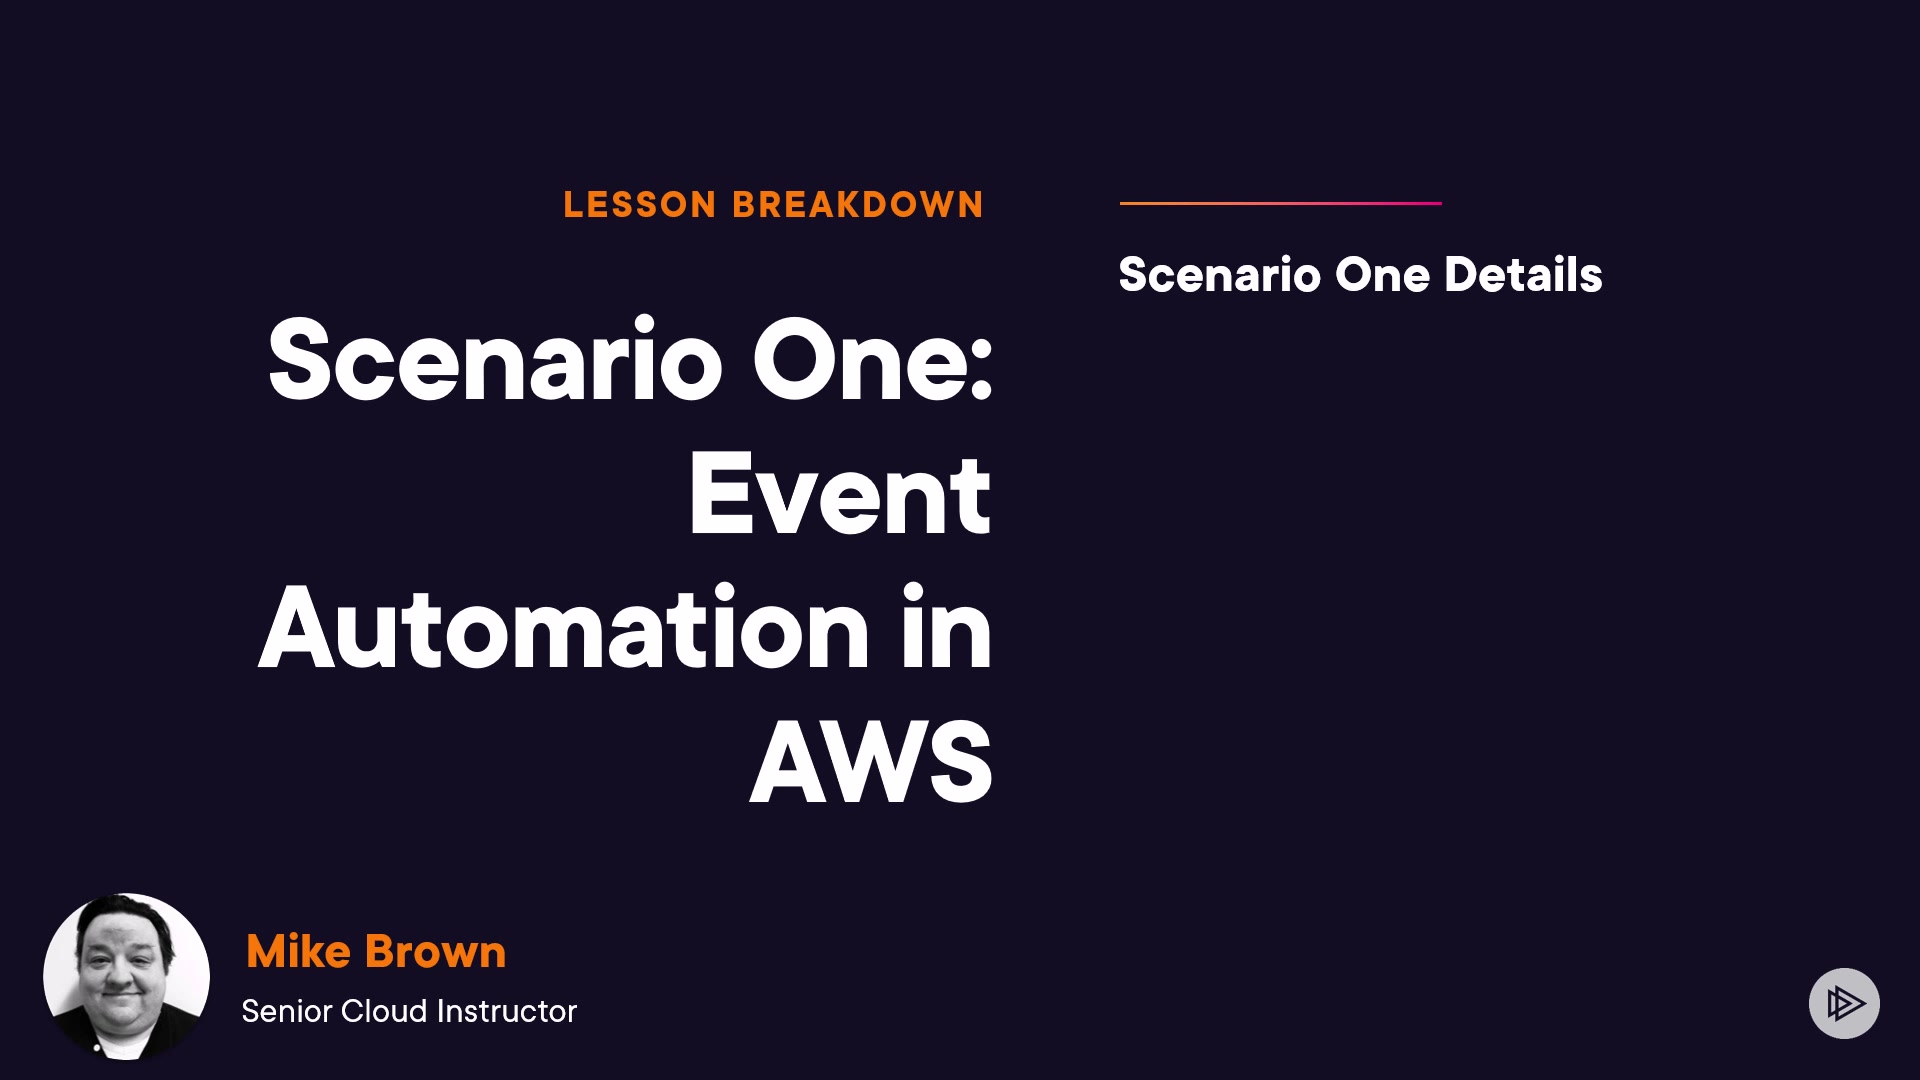 LESSON BREAKDOWN
Scenario One:
Event
Automation in
AWS
Scenario One Details
Mike Brown
Senior Cloud Instructor